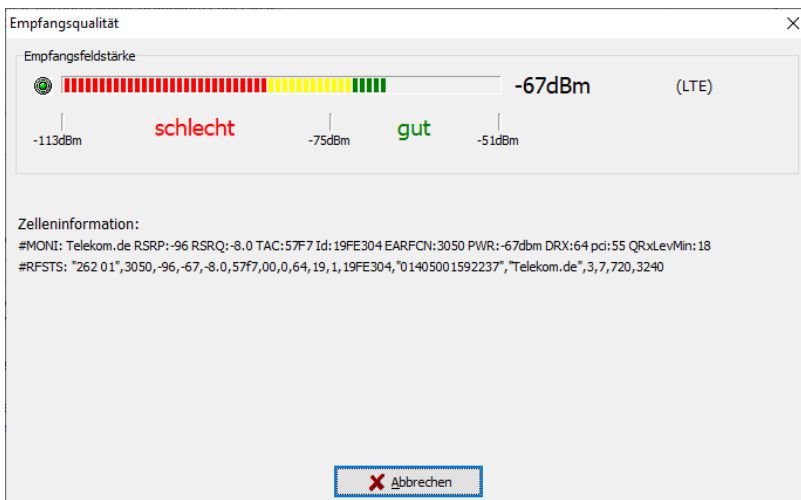 Empfangsqualität
Empfangsfeldstärke
-67dBm (LTE)
schlecht gut
-113dBm -75dBm -51dBm
Zelleninformation:
#MONI: Telekom.de RSRP:-96 RSRQ:-8.0 TAC:57F7 Id:19FE304 EARFCN:3050 PWR:-67dbm DRX:64 pci:55 QRxLevMin:18
#RFSTS: "262 01",3050,-96,-67,-8.0,57f7,00,0,64,19,1,19FE304,"01405001592237","Telekom.de",3,7,720,3240
Abbrechen